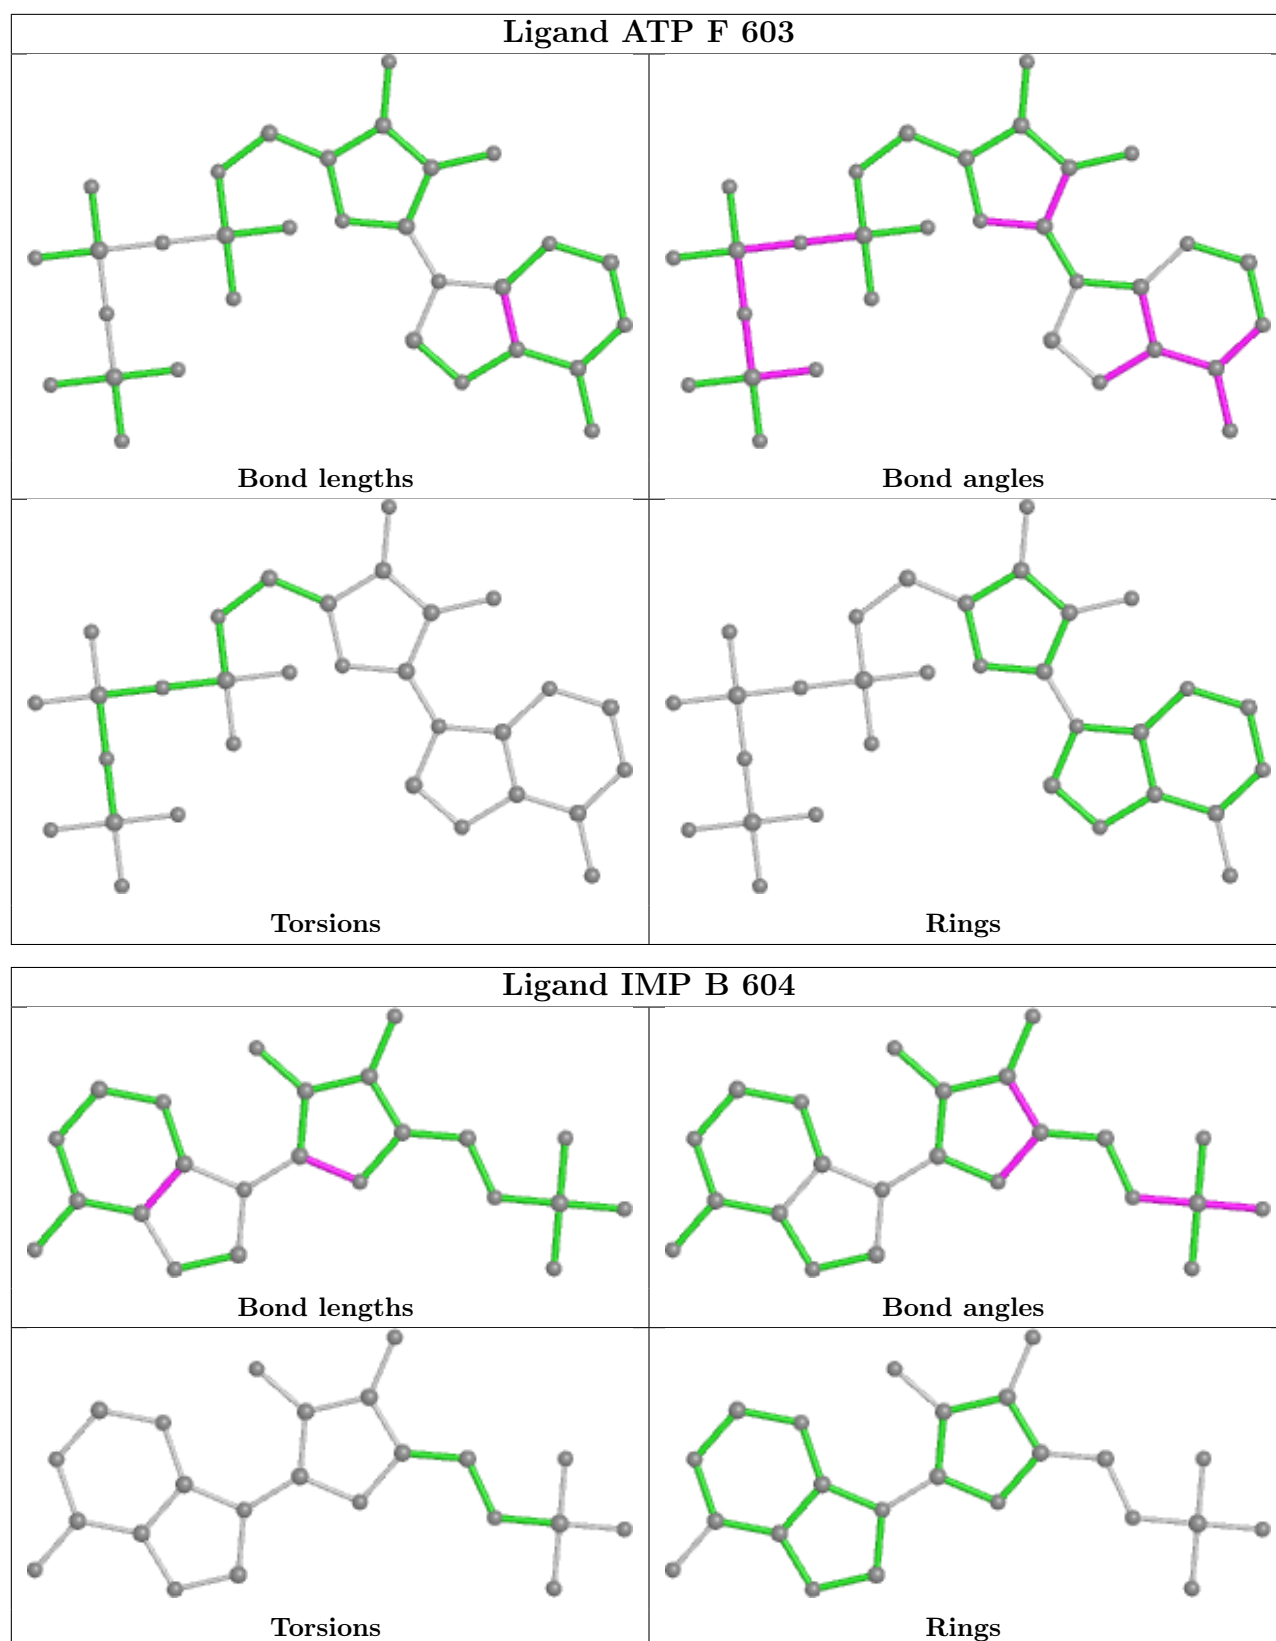 Ligand ATP F 603
Bond lengths
Bond angles
Torsions
Rings
Ligand IMP B 604
Bond lengths
Bond angles
Torsions
Rings